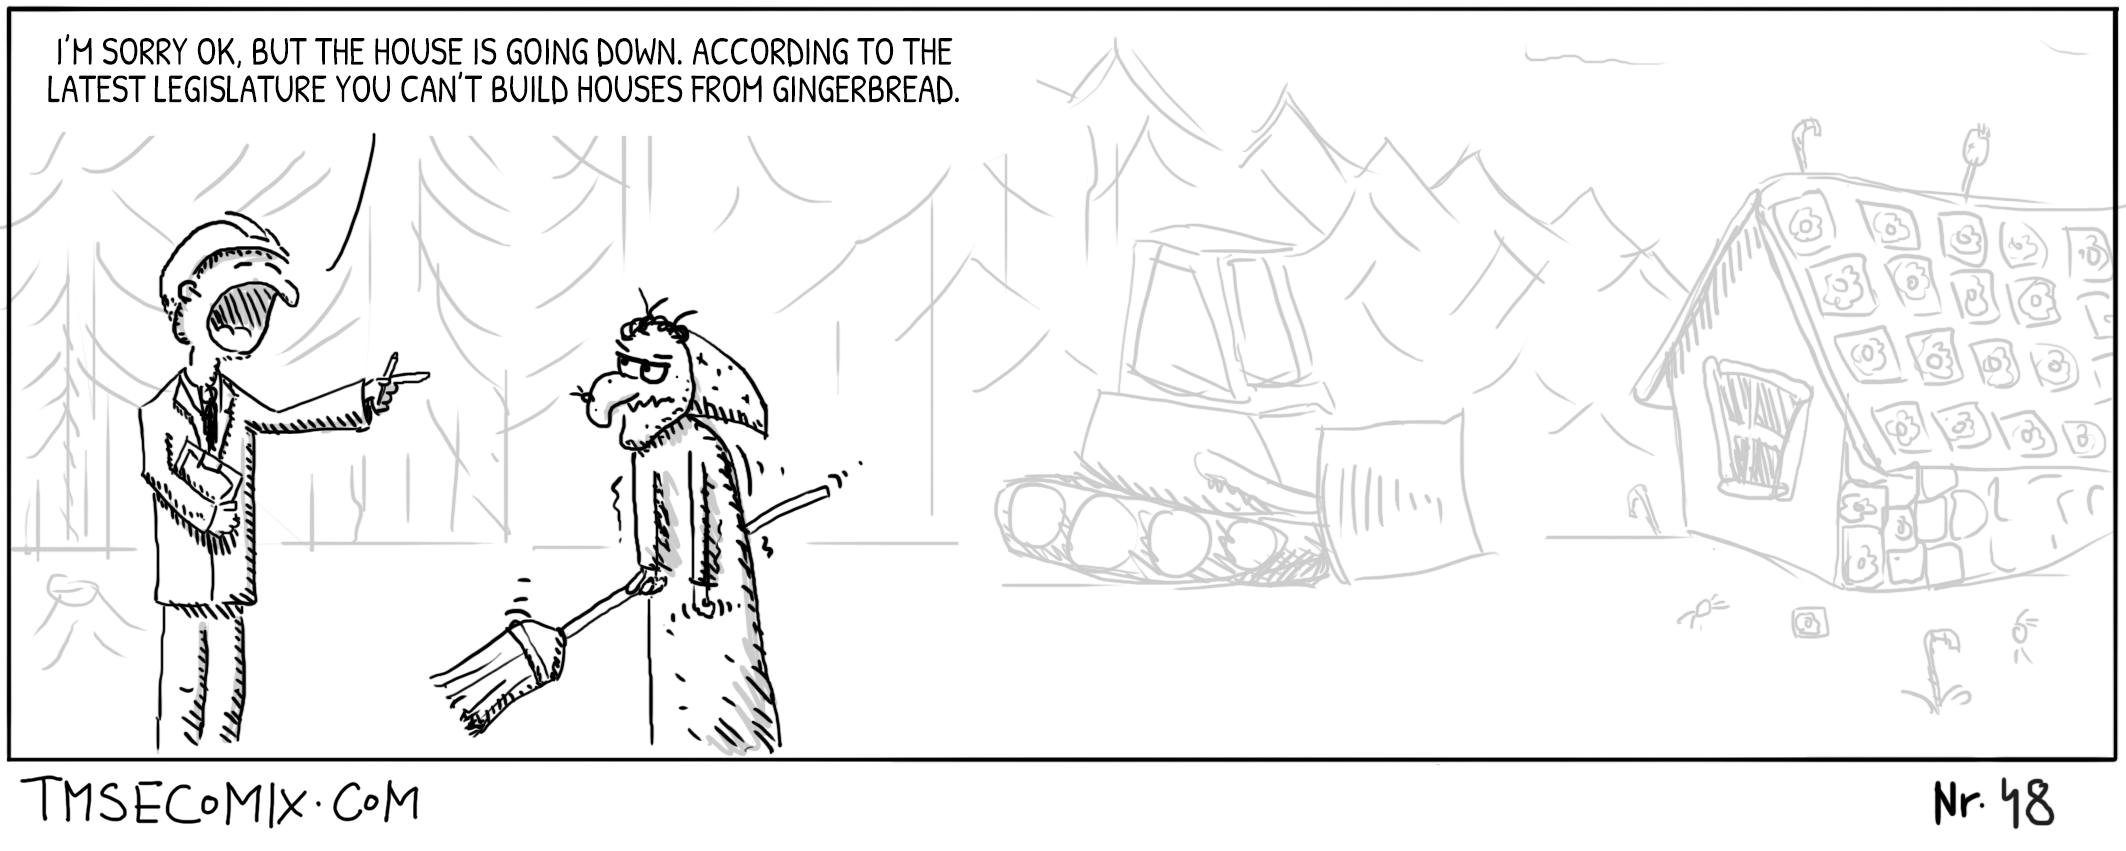 I'M SORRY OK, BUT THE HOUSE IS GOING DOWN. ACCORDING TO THE
LATEST LEGISLATURE YOU CAN'T BUILD HOUSES FROM GINGERBREAD.
TMSECOMIX.COM
Nr. 48